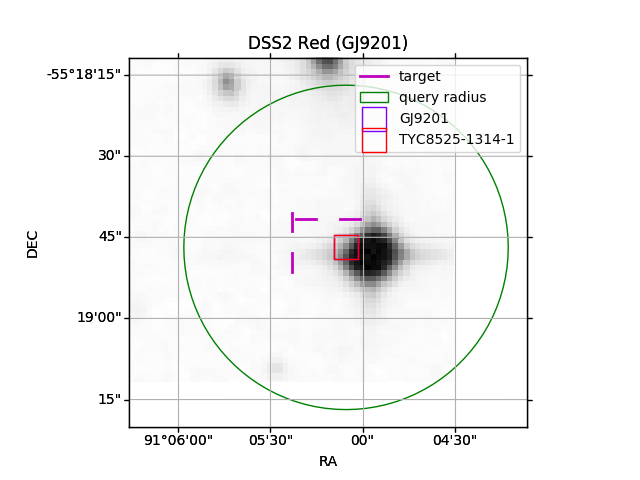 DSS2 Red (GJ9201)
target
query radius
GJ9201
TYC8525-1314-1
-55°18'15"
30"
45"
19'00"
15"
DEC
91°06'00"
05'30"
00"
04'30"
RA